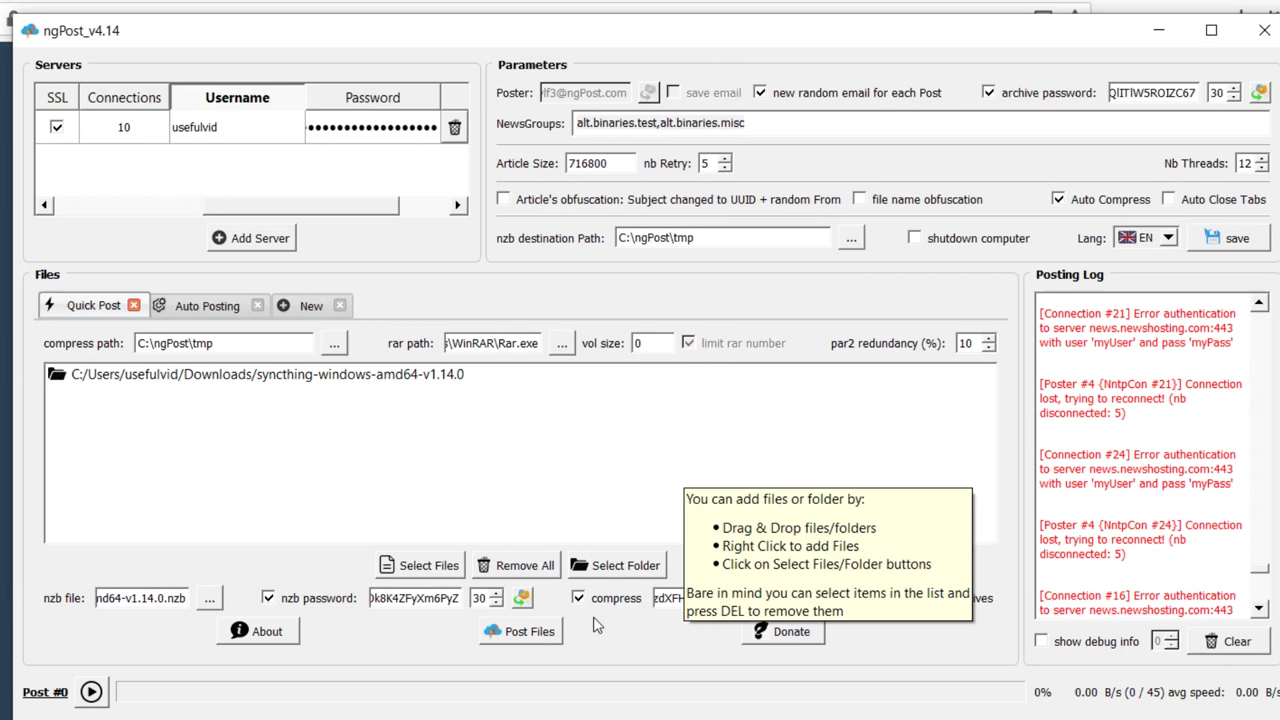 ngPost_v4.14
Servers
SSL Connections Username Password
10 usefulvid
Add Server
Parameters
Poster: lf3@ngPost.com save email new random email for each Post archive password: QITlW5ROIZC67 30
NewsGroups: alt.binaries.test,alt.binaries.misc
Article Size: 716800 nb Retry: 5 Nb Threads: 12
Article's obfuscation: Subject changed to UUID + random From file name obfuscation Auto Compress Auto Close Tabs
nzb destination Path: C:\ngPost\tmp ... shutdown computer Lang: EN save
Files
Quick Post Auto Posting New
compress path: C:\ngPost\tmp ... rar path: s\WinRAR\Rar.exe ... vol size: 0 limit rar number par2 redundancy (%): 10
C:/Users/usefulvid/Downloads/syncthing-windows-amd64-v1.14.0
You can add files or folder by:
• Drag & Drop files/folders
• Right Click to add Files
• Click on Select Files/Folder buttons
Bare in mind you can select items in the list and
press DEL to remove them
Select Files Remove All Select Folder
nzb file: nd64-v1.14.0.nzb ... nzb password: 0k8K4ZFyXm6PyZ 30 compress zdXFH ives
About Post Files Donate
Posting Log
[Connection #21] Error authentication
to server news.newshosting.com:443
with user 'myUser' and pass 'myPass'
[Poster #4 {NntpCon #21}] Connection
lost, trying to reconnect! (nb
disconnected: 5)
[Connection #24] Error authentication
to server news.newshosting.com:443
with user 'myUser' and pass 'myPass'
[Poster #4 {NntpCon #24}] Connection
lost, trying to reconnect! (nb
disconnected: 5)
[Connection #16] Error authentication
to server news.newshosting.com:443
show debug info 0 Clear
Post #0 0% 0.00 B/s (0 / 45) avg speed: 0.00 B/s